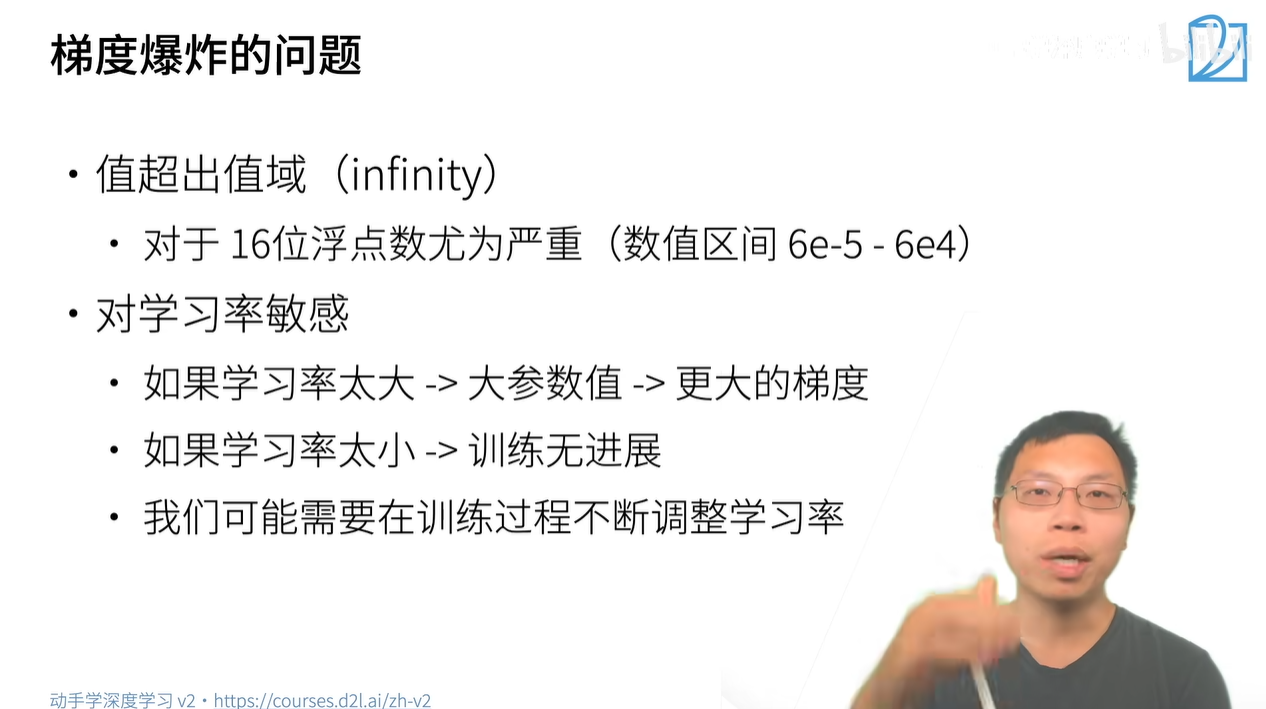 梯度爆炸的问题
bilibili
• 值超出值域（infinity）
• 对于 16位浮点数尤为严重（数值区间 6e-5 - 6e4）
• 对学习率敏感
• 如果学习率太大 -> 大参数值 -> 更大的梯度
• 如果学习率太小 -> 训练无进展
• 我们可能需要在训练过程不断调整学习率
动手学深度学习 v2 • https://courses.d2l.ai/zh-v2